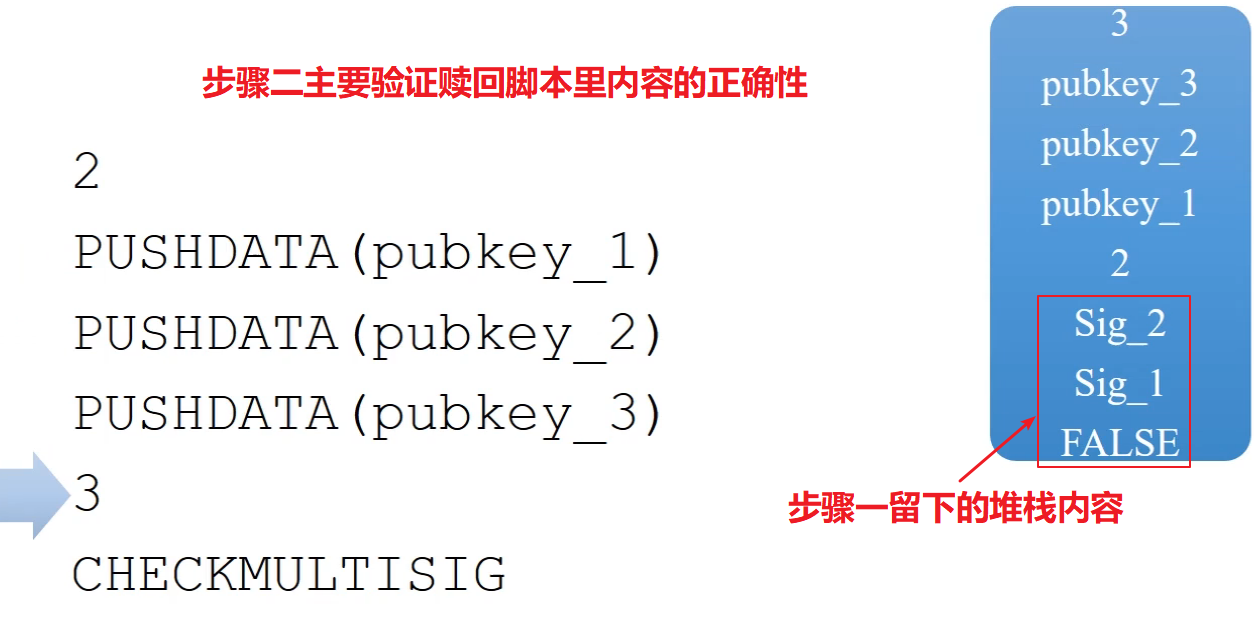 步骤二主要验证赎回脚本里内容的正确性
2
PUSHDATA(pubkey_1)
PUSHDATA(pubkey_2)
PUSHDATA(pubkey_3)
3
CHECKMULTISIG
3
pubkey_3
pubkey_2
pubkey_1
2
Sig_2
Sig_1
FALSE
步骤一留下的堆栈内容